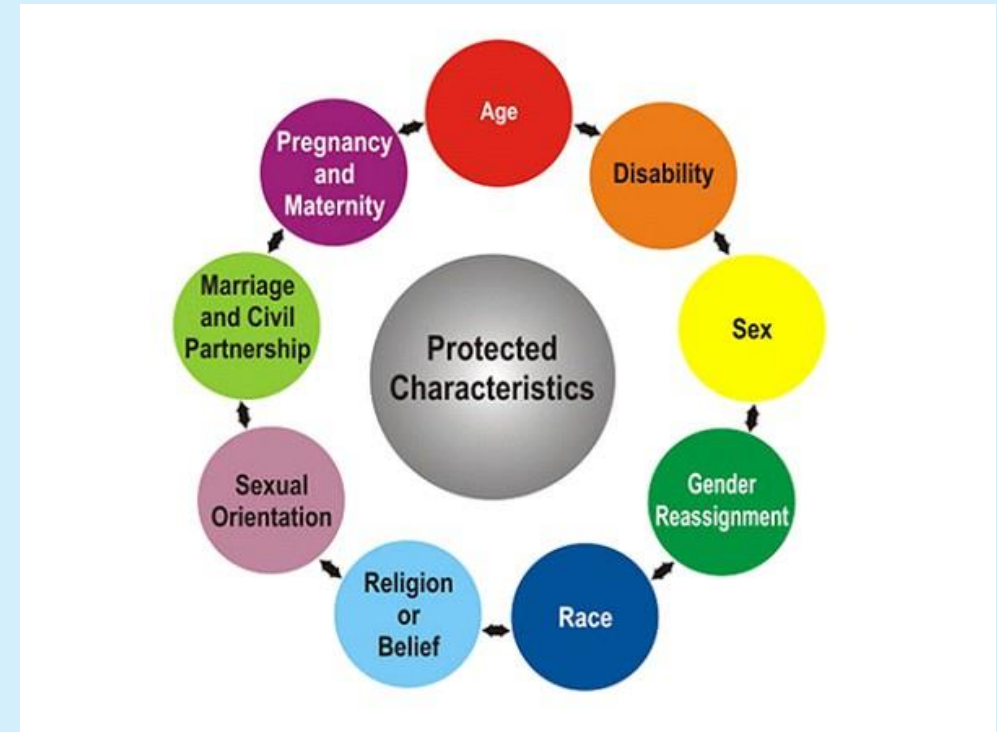 Age
Disability
Sex
Gender
Reassignment
Race
Religion
or
Belief
Sexual
Orientation
Marriage
and Civil
Partnership
Pregnancy
and
Maternity
Protected
Characteristics